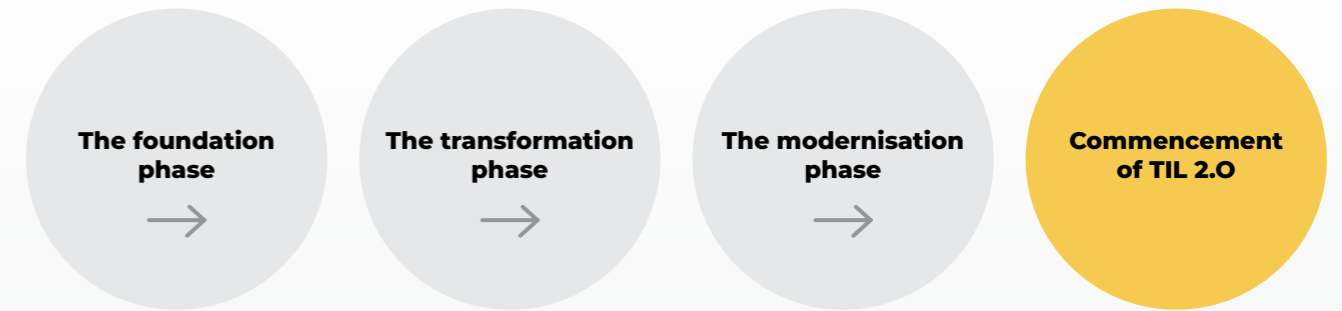 The foundation
phase
The transformation
phase
The modernisation
phase
Commencement
of TIL 2.O